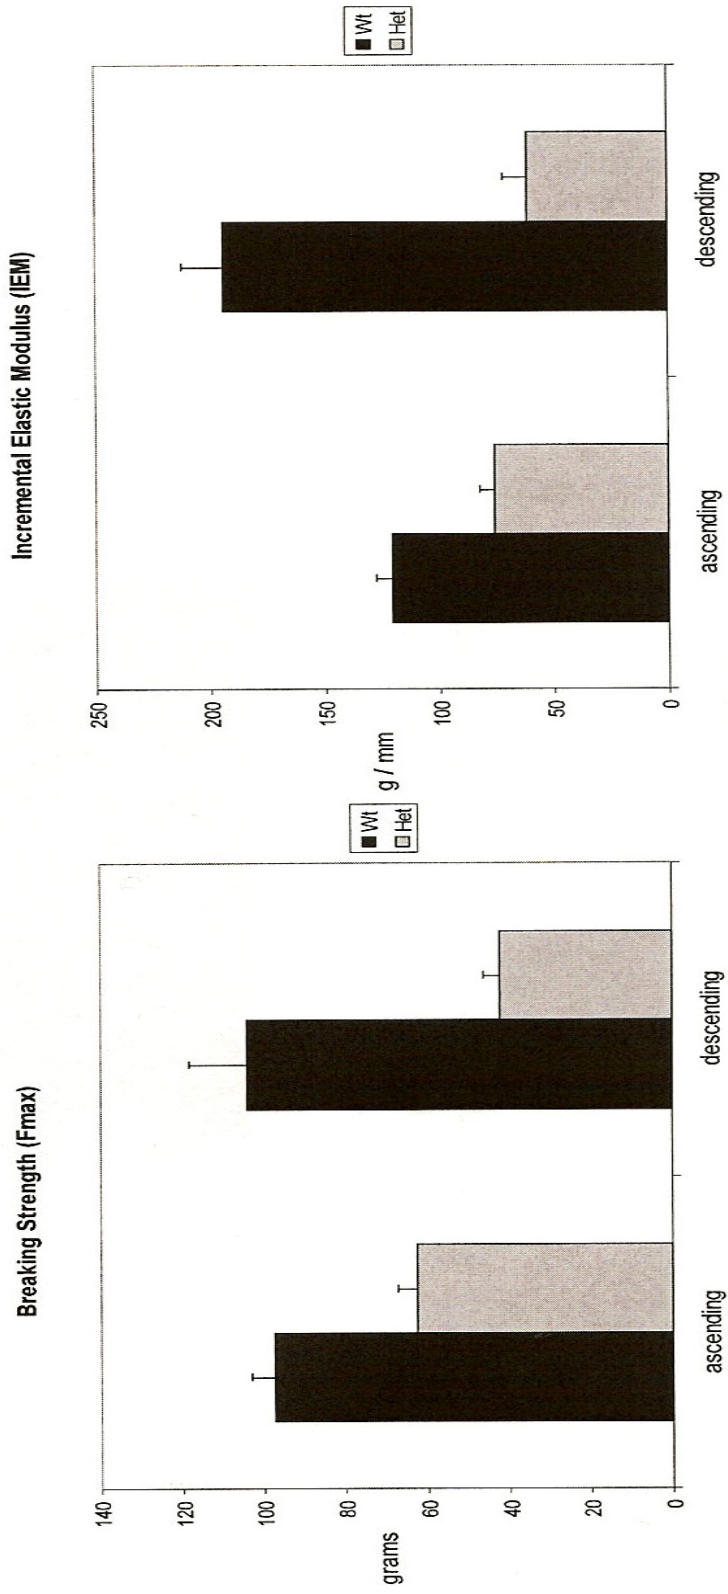 Breaking Strength (Fmax)
140
120
100
80
60
40
20
0
grams
ascending
descending
Wt
Het
Incremental Elastic Modulus (IEM)
250
200
150
100
50
0
g / mm
ascending
descending
Wt
Het